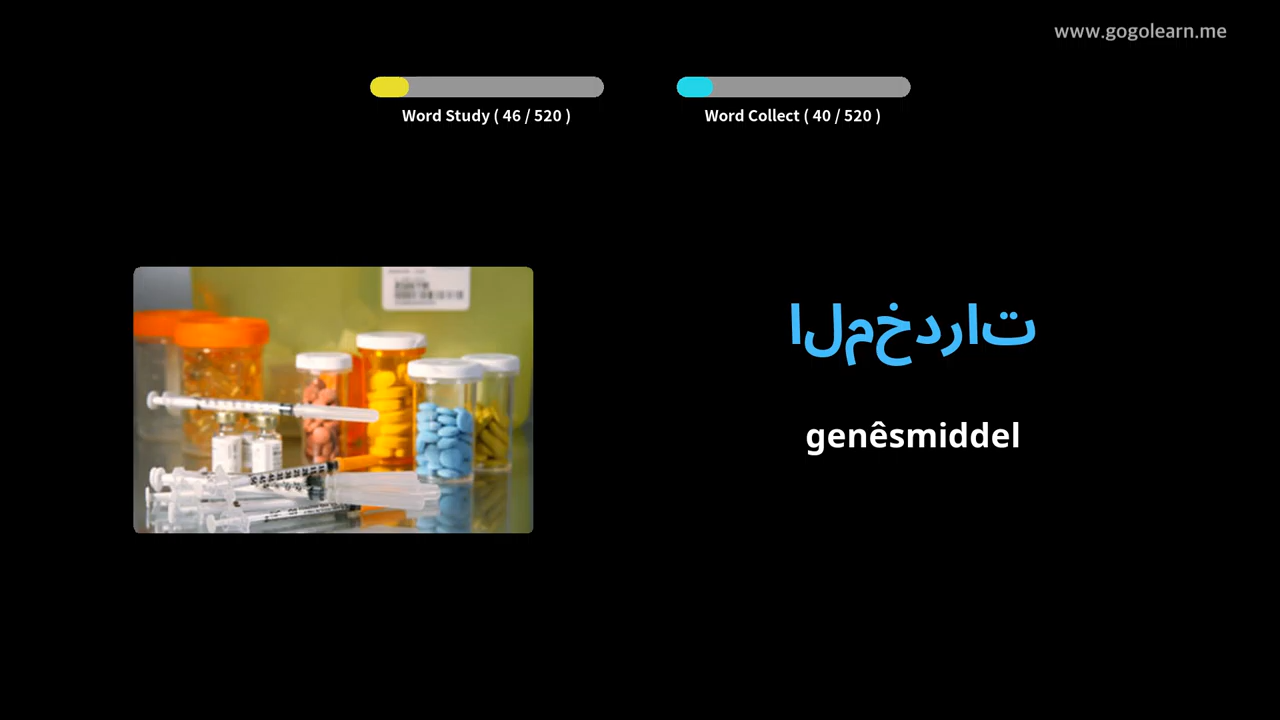 www.gogolearn.me
Word Study ( 46 / 520 )
Word Collect ( 40 / 520 )
المخدرات
genêsmiddel